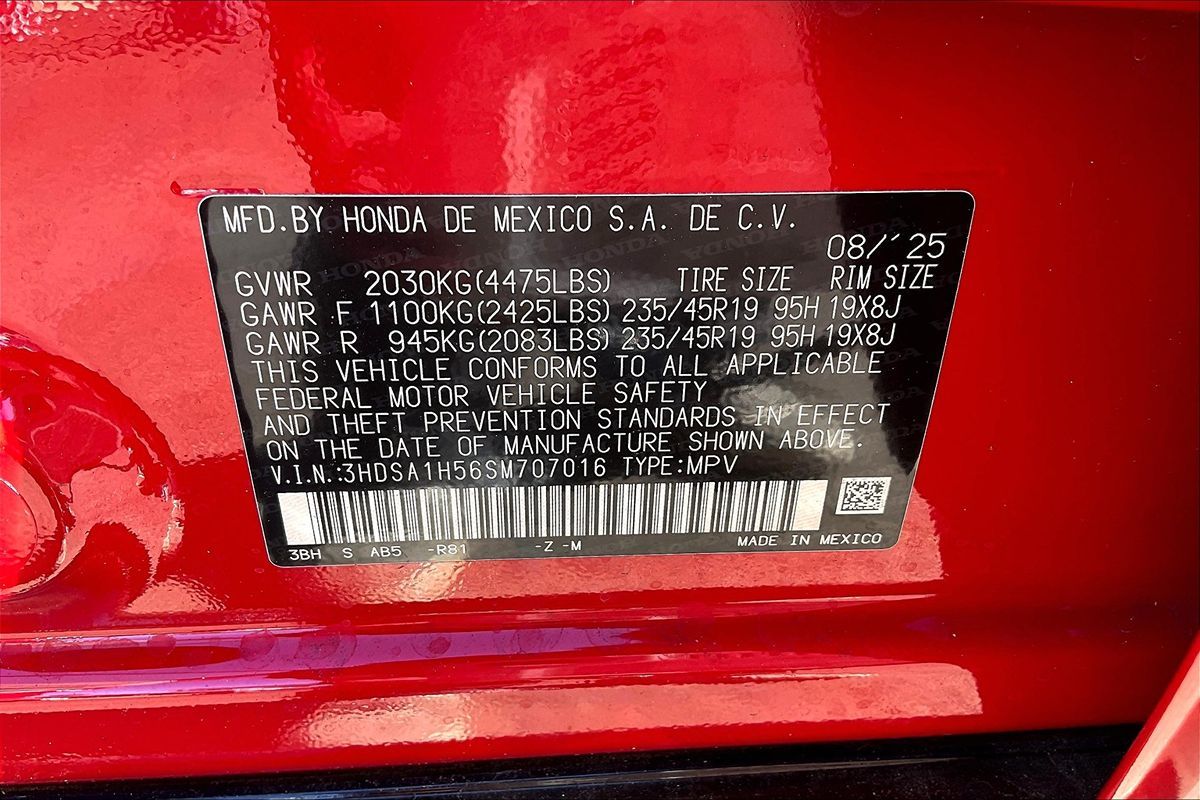 MFD.BY HONDA DE MEXICO S.A. DE C.V.
08/'25
GVWR 2030KG(4475LBS) TIRE SIZE RIM SIZE
GAWR F 1100KG(2425LBS) 235/45R19 95H 19X8J
GAWR R 945KG(2083LBS) 235/45R19 95H 19X8J
THIS VEHICLE CONFORMS TO ALL APPLICABLE
FEDERAL MOTOR VEHICLE SAFETY
AND THEFT PREVENTION STANDARDS IN EFFECT
ON THE DATE OF MANUFACTURE SHOWN ABOVE.
V.I.N.:3HDSA1H56SM707016 TYPE:MPV
3BH S AB5 -R81 -Z -M MADE IN MEXICO